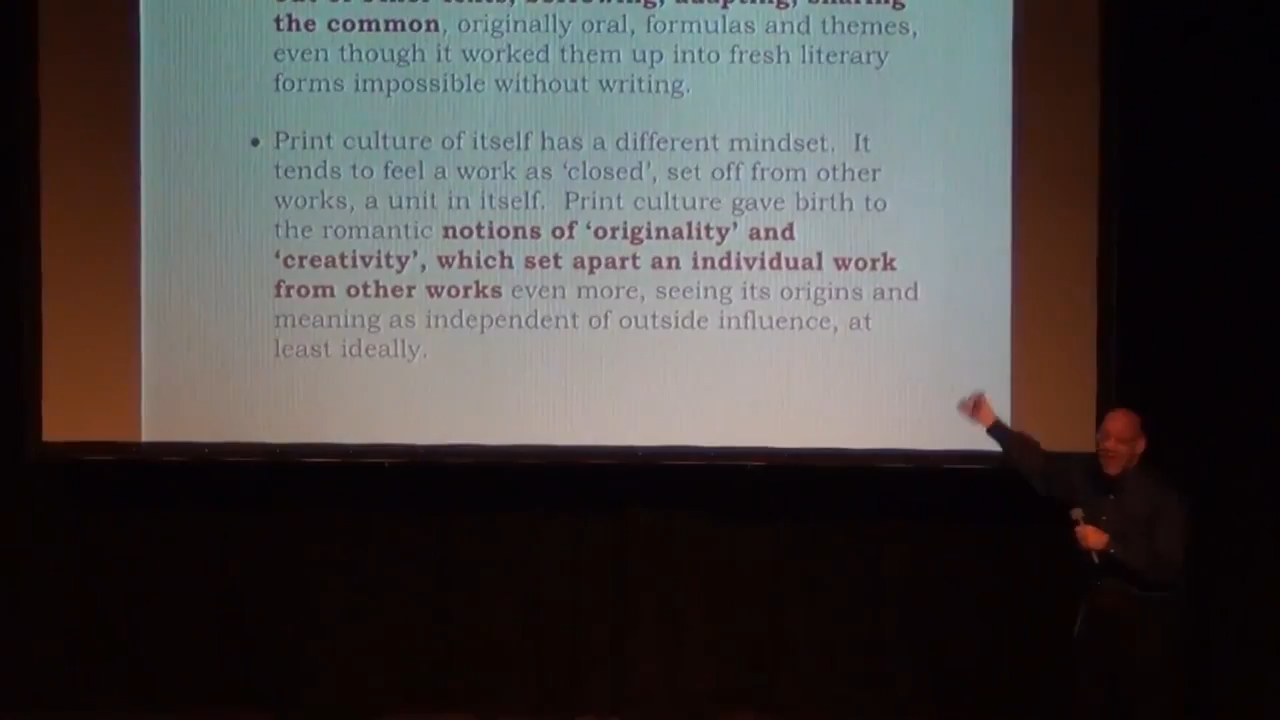 the common, originally oral, formulas and themes,
even though it worked them up into fresh literary
forms impossible without writing.
• Print culture of itself has a different mindset. It
tends to feel a work as ‘closed’, set off from other
works, a unit in itself. Print culture gave birth to
the romantic notions of ‘originality’ and
‘creativity’, which set apart an individual work
from other works even more, seeing its origins and
meaning as independent of outside influence, at
least ideally.